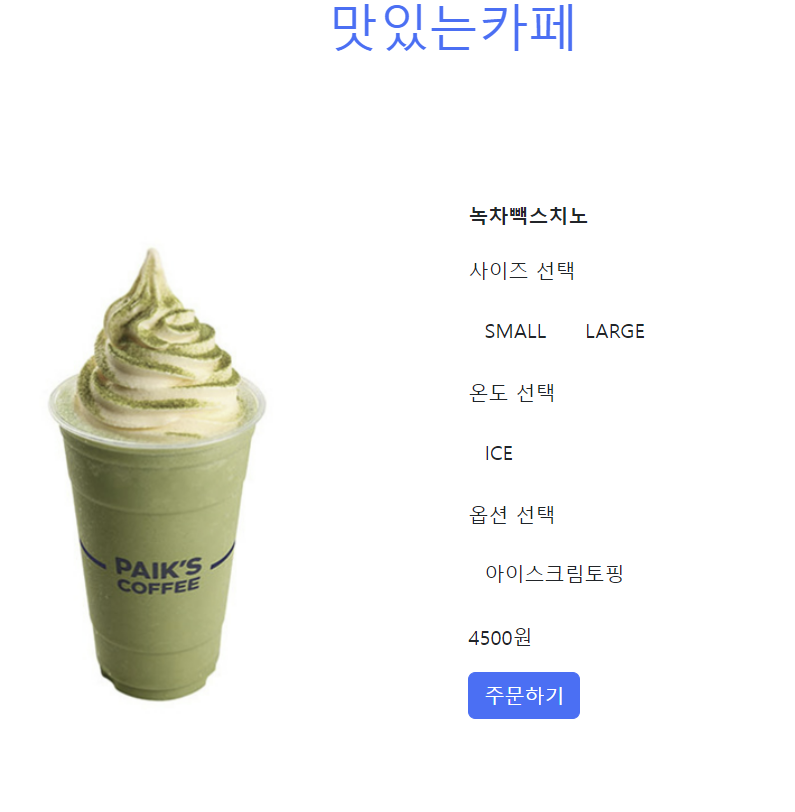 맛있는카페
녹차빽스치노
사이즈 선택
SMALL LARGE
온도 선택
ICE
옵션 선택
아이스크림토핑
4500원
주문하기
PAIK'S
COFFEE